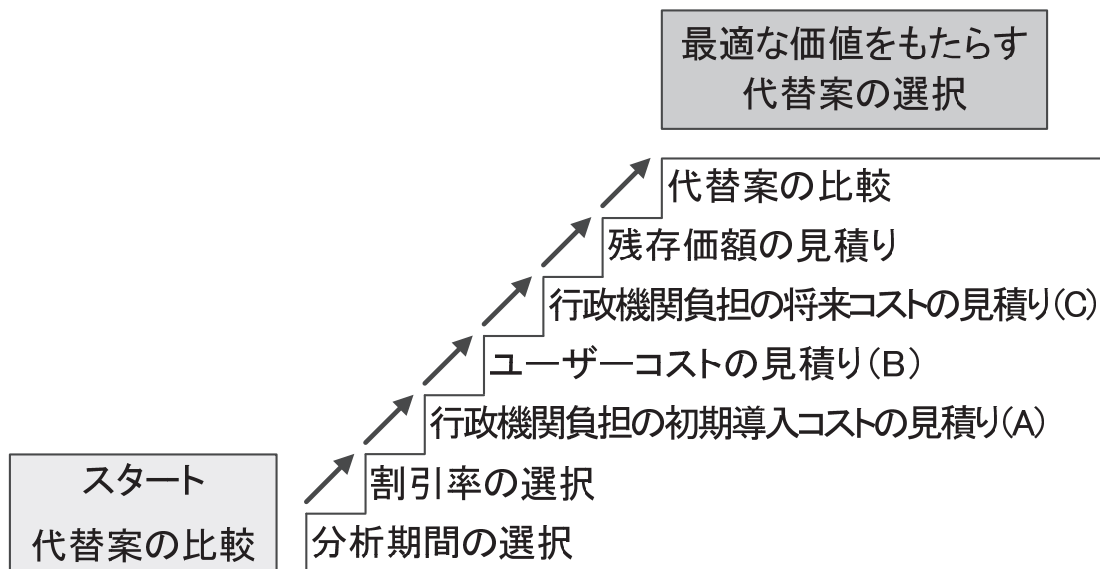 最適な価値をもたらす
代替案の選択
代替案の比較
残存価額の見積り
行政機関負担の将来コストの見積り(C)
ユーザーコストの見積り(B)
行政機関負担の初期導入コストの見積り(A)
割引率の選択
分析期間の選択
スタート
代替案の比較